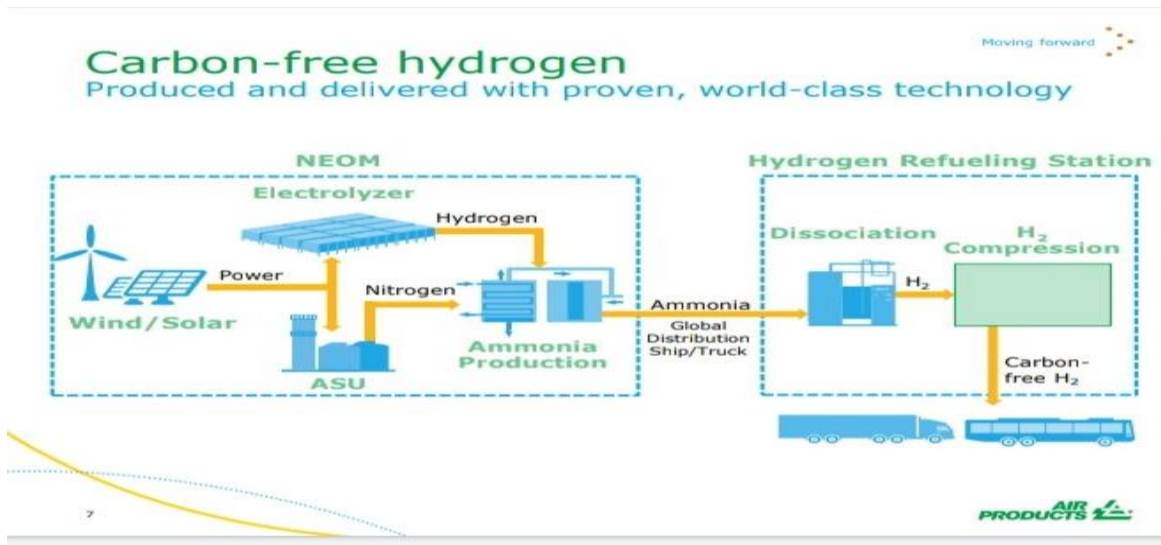 Moving forward
Carbon-free hydrogen
Produced and delivered with proven, world-class technology
NEOM
Electrolyzer
Hydrogen
Power
Nitrogen
Wind/Solar
ASU
Ammonia
Production
Ammonia
Global
Distribution
Ship/Truck
Hydrogen Refueling Station
Dissociation
H₂
H₂
Compression
Carbon-
free H₂
7
AIR
PRODUCTS